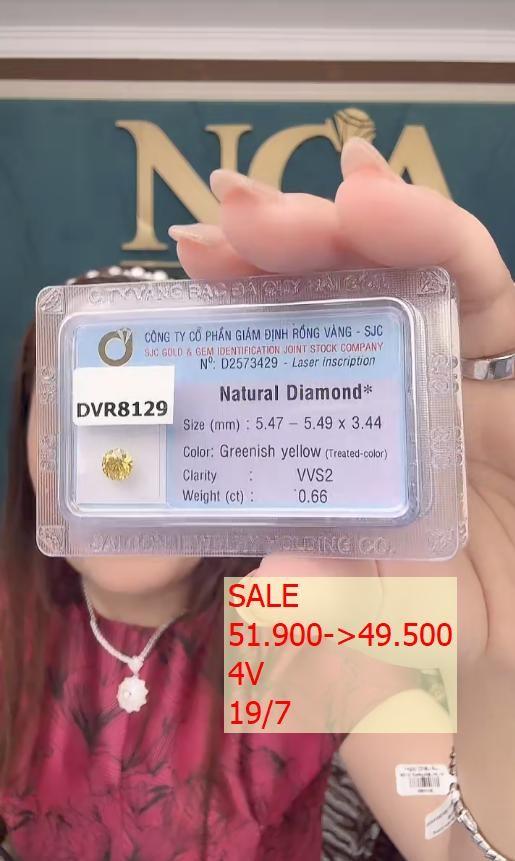 NCA
CÔNG TY CỔ PHẦN GIÁM ĐỊNH RỒNG VÀNG - SJC
SJC GOLD & GEM IDENTIFICATION JOINT STOCK COMPANY
Nº: D2573429 - Laser Inscription
DVR8129
Natural Diamond*
Size (mm) : 5.47 – 5.49 x 3.44
Color: Greenish yellow (Treated-color)
Clarity : VVS2
Weight (ct) : 0.66
SALE
51.900->49.500
4V
19/7